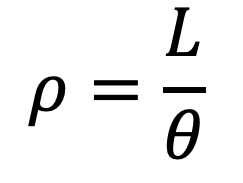 ρ = L/θ